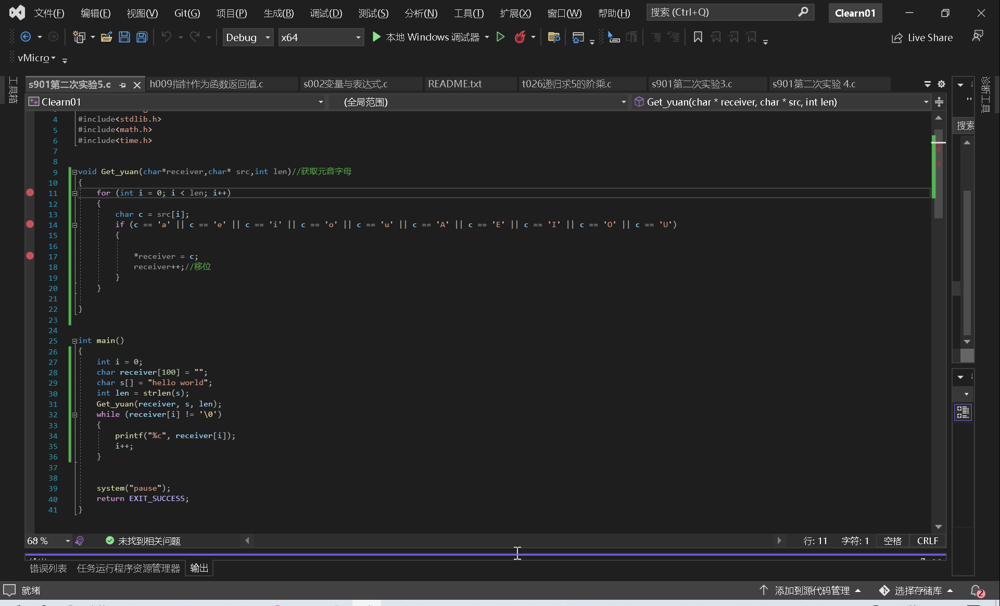 文件(F) 编辑(E) 视图(V) Git(G) 项目(P) 生成(B) 调试(D) 测试(S) 分析(N) 工具(T) 扩展(X) 窗口(W) 帮助(H) 搜索 (Ctrl+Q) Clearn01
Debug x64 本地 Windows 调试器 Live Share
vMicro
工具箱
s901第二次实验5.c h009指针作为函数返回值.c s002变量与表达式.c README.txt t026递归求5的阶乘.c s901第二次实验3.c s901第二次实验 4.c
诊断工具
Clearn01 (全局范围) Get_yuan(char * receiver, char * src, int len)
搜索
4 #include<stdlib.h>
5 #include<math.h>
6 #include<time.h>
7
8
9 void Get_yuan(char*receiver,char* src,int len)//获取元音字母
10 {
11 for (int i = 0; i < len; i++)
12 {
13 char c = src[i];
14 if (c == 'a' || c == 'e' || c == 'i' || c == 'o' || c == 'u' || c == 'A' || c == 'E' || c == 'I' || c == 'O' || c == 'U')
15 {
16
17 *receiver = c;
18 receiver++;//移位
19 }
20 }
21
22 }
23
24
25 int main()
26 {
27 int i = 0;
28 char receiver[100] = "";
29 char s[] = "hello world";
30 int len = strlen(s);
31 Get_yuan(receiver, s, len);
32 while (receiver[i] != '\0')
33 {
34 printf("%c", receiver[i]);
35 i++;
36 }
37
38
39 system("pause");
40 return EXIT_SUCCESS;
41 }
68 % 未找到相关问题 行: 11 字符: 1 空格 CRLF
错误列表 任务运行程序资源管理器 输出
就绪 添加到源代码管理 选择存储库 2